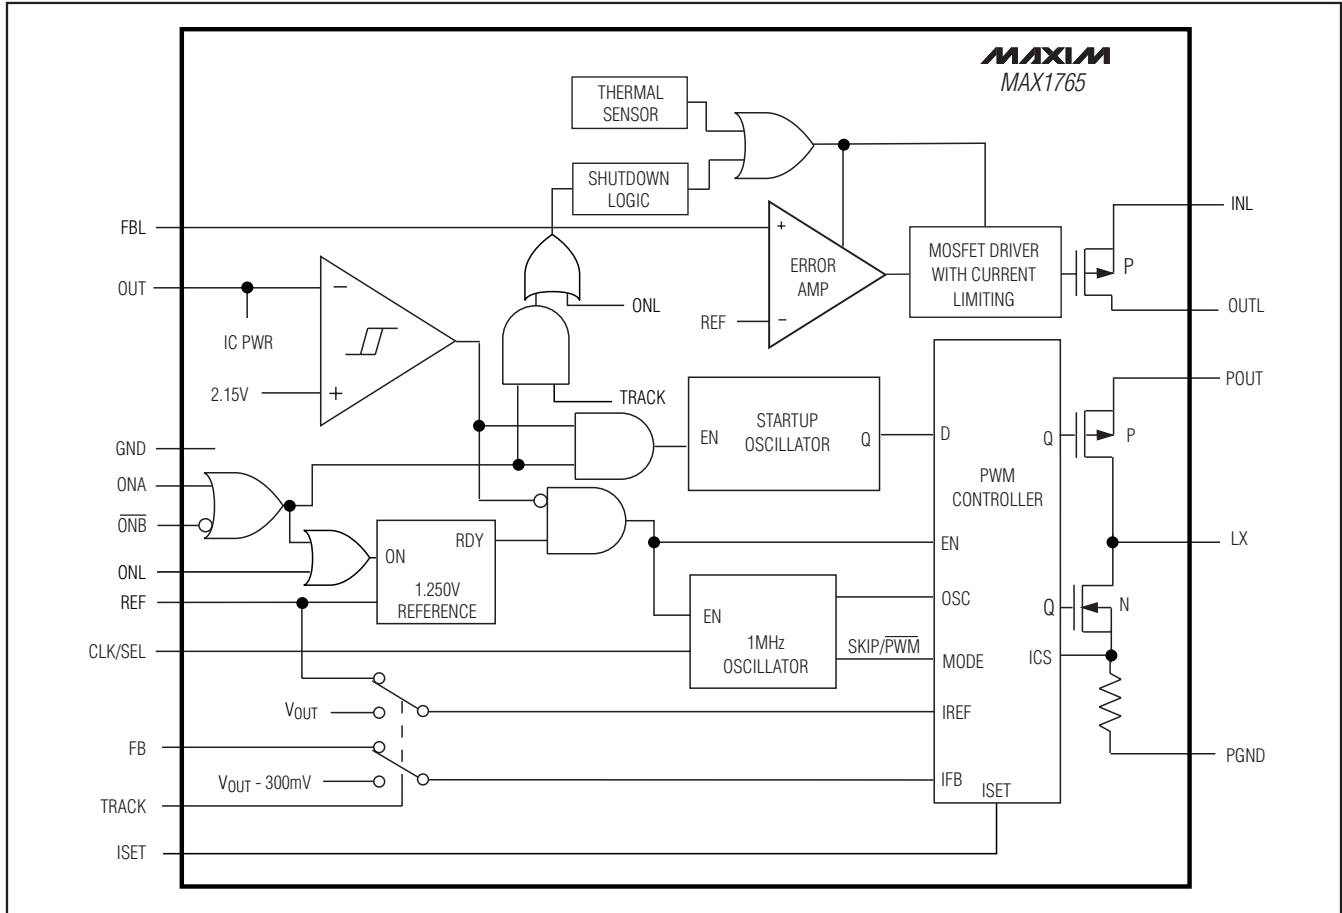 MAXIM
MAX1765
THERMAL
SENSOR
SHUTDOWN
LOGIC
FBL
+
ERROR
AMP
REF
−
MOSFET DRIVER
WITH CURRENT
LIMITING
P
INL
OUTL
OUT
IC PWR
−
2.15V
+
ONL
TRACK
GND
ONA
ONB
ONL
REF
CLK/SEL
ON
RDY
1.250V
REFERENCE
EN
STARTUP
OSCILLATOR
Q
D
PWM
CONTROLLER
Q
P
POUT
EN
LX
EN
1MHz
OSCILLATOR
OSC
SKIP/PWM
MODE
Q
N
ICS
VOUT
IREF
FB
VOUT - 300mV
IFB
ISET
PGND
TRACK
ISET